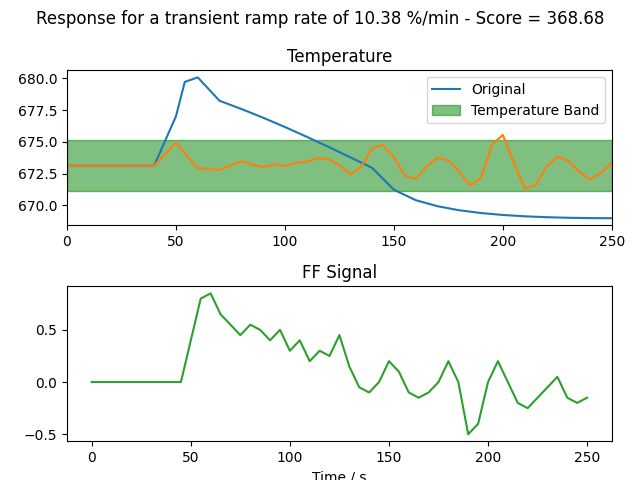 Response for a transient ramp rate of 10.38 %/min - Score = 368.68
Temperature
680.0
677.5
675.0
672.5
670.0
Original
Temperature Band
0 50 100 150 200 250
FF Signal
0.5
0.0
−0.5
0 50 100 150 200 250
Time / s